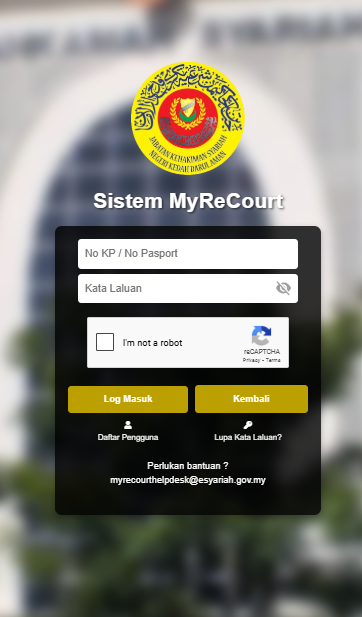 JABATAN KEHAKIMAN SYARIAH
NEGERI KEDAH DARUL AMAN
Sistem MyReCourt
No KP / No Pasport
Kata Laluan
I'm not a robot
reCAPTCHA
Privacy - Terms
Log Masuk
Kembali
Daftar Pengguna
Lupa Kata Laluan?
Perlukan bantuan ?
myrecourthelpdesk@esyariah.gov.my